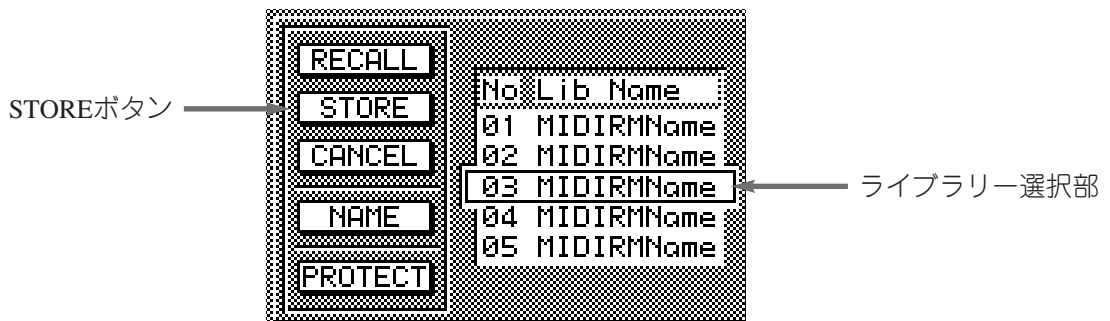 RECALL
STORE
CANCEL
NAME
PROTECT
STOREボタン
No Lib Name
01 MIDIRMName
02 MIDIRMName
03 MIDIRMName
04 MIDIRMName
05 MIDIRMName
ライブラリー選択部